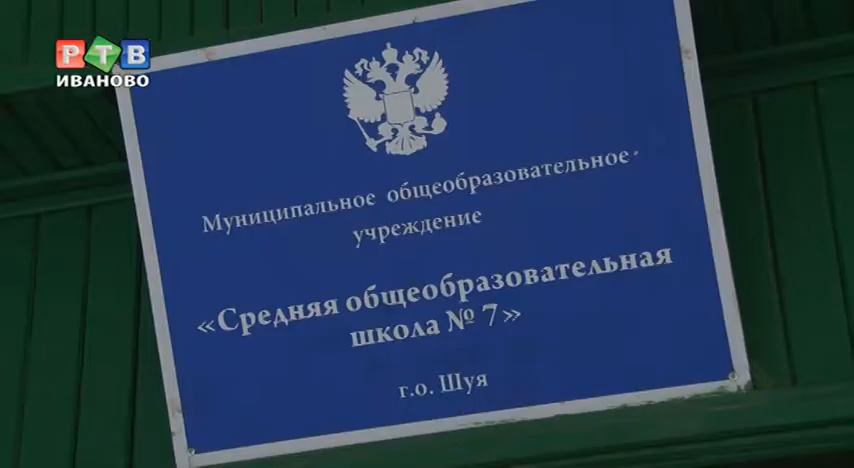 РТВ
ИВАНОВО
Муниципальное общеобразовательное
учреждение
«Средняя общеобразовательная
школа № 7»
г.о. Шуя